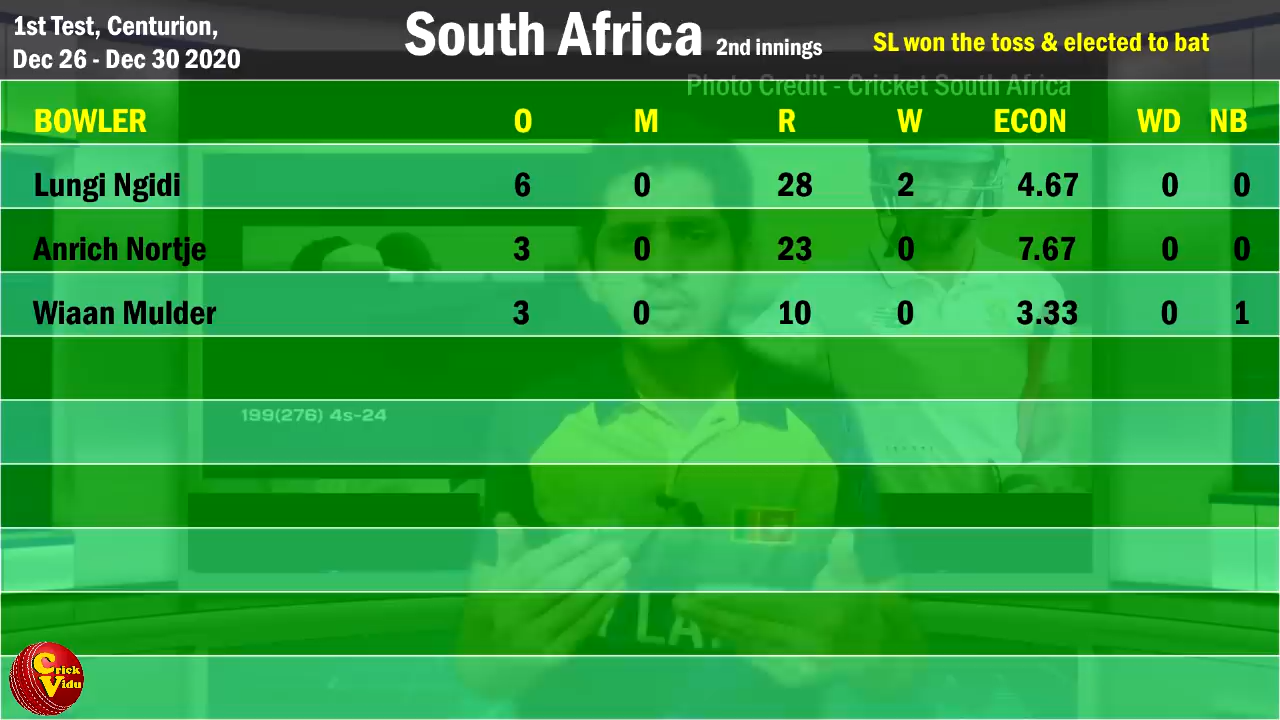 1st Test, Centurion,
Dec 26 - Dec 30 2020
South Africa 2nd innings
SL won the toss & elected to bat
Photo Credit - Cricket South Africa
BOWLER O M R W ECON WD NB
Lungi Ngidi 6 0 28 2 4.67 0 0
Anrich Nortje 3 0 23 0 7.67 0 0
Wiaan Mulder 3 0 10 0 3.33 0 1
199(276) 4s-24
Crick
Vidu